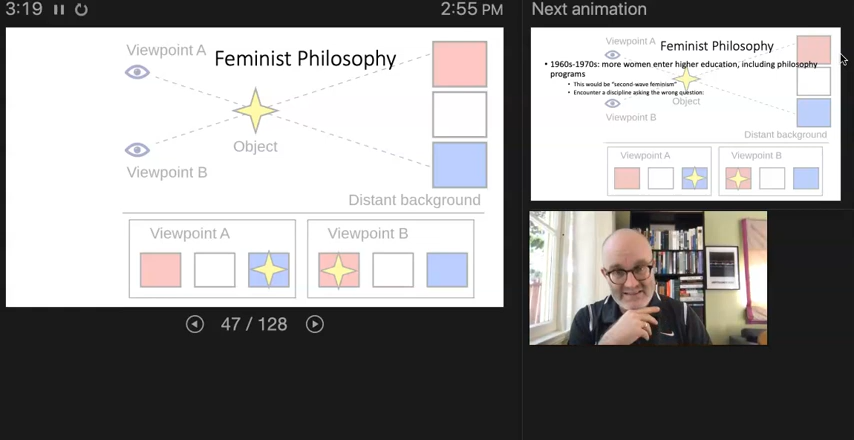 3:19
2:55 PM
Next animation
Viewpoint A
Feminist Philosophy
Object
Viewpoint B
Distant background
Viewpoint A
Viewpoint B
47 / 128
Viewpoint A
Feminist Philosophy
• 1960s-1970s: more women enter higher education, including philosophy
programs
• This would be "second-wave feminism"
• Encounter a discipline asking the wrong question:
Object
Viewpoint B
Distant background
Viewpoint A
Viewpoint B